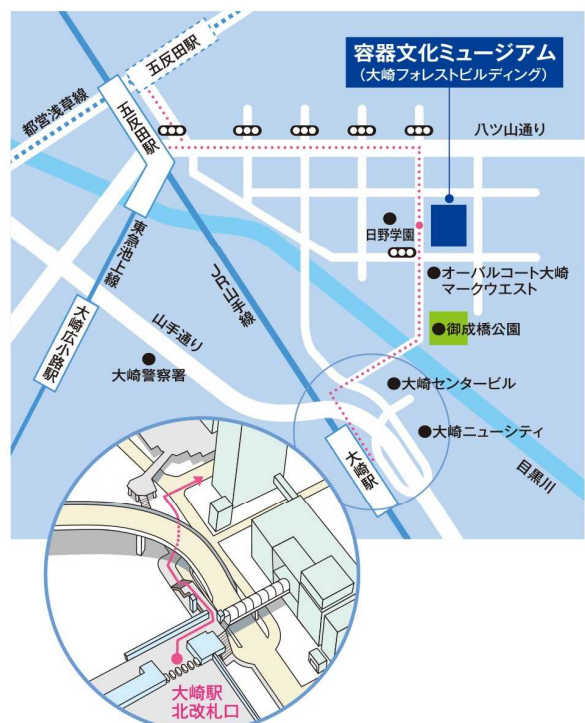 容器文化ミュージアム
(大崎フォレストビルディング)
五反田駅
都営浅草線
五反田駅
八ツ山通り
日野学園
オーバルコート大崎
マークウエスト
東急池上線
JR山手線
山手通り
御成橋公園
大崎広小路駅
大崎警察署
大崎センタービル
大崎ニューシティ
大崎駅
目黒川
大崎駅
北改札口